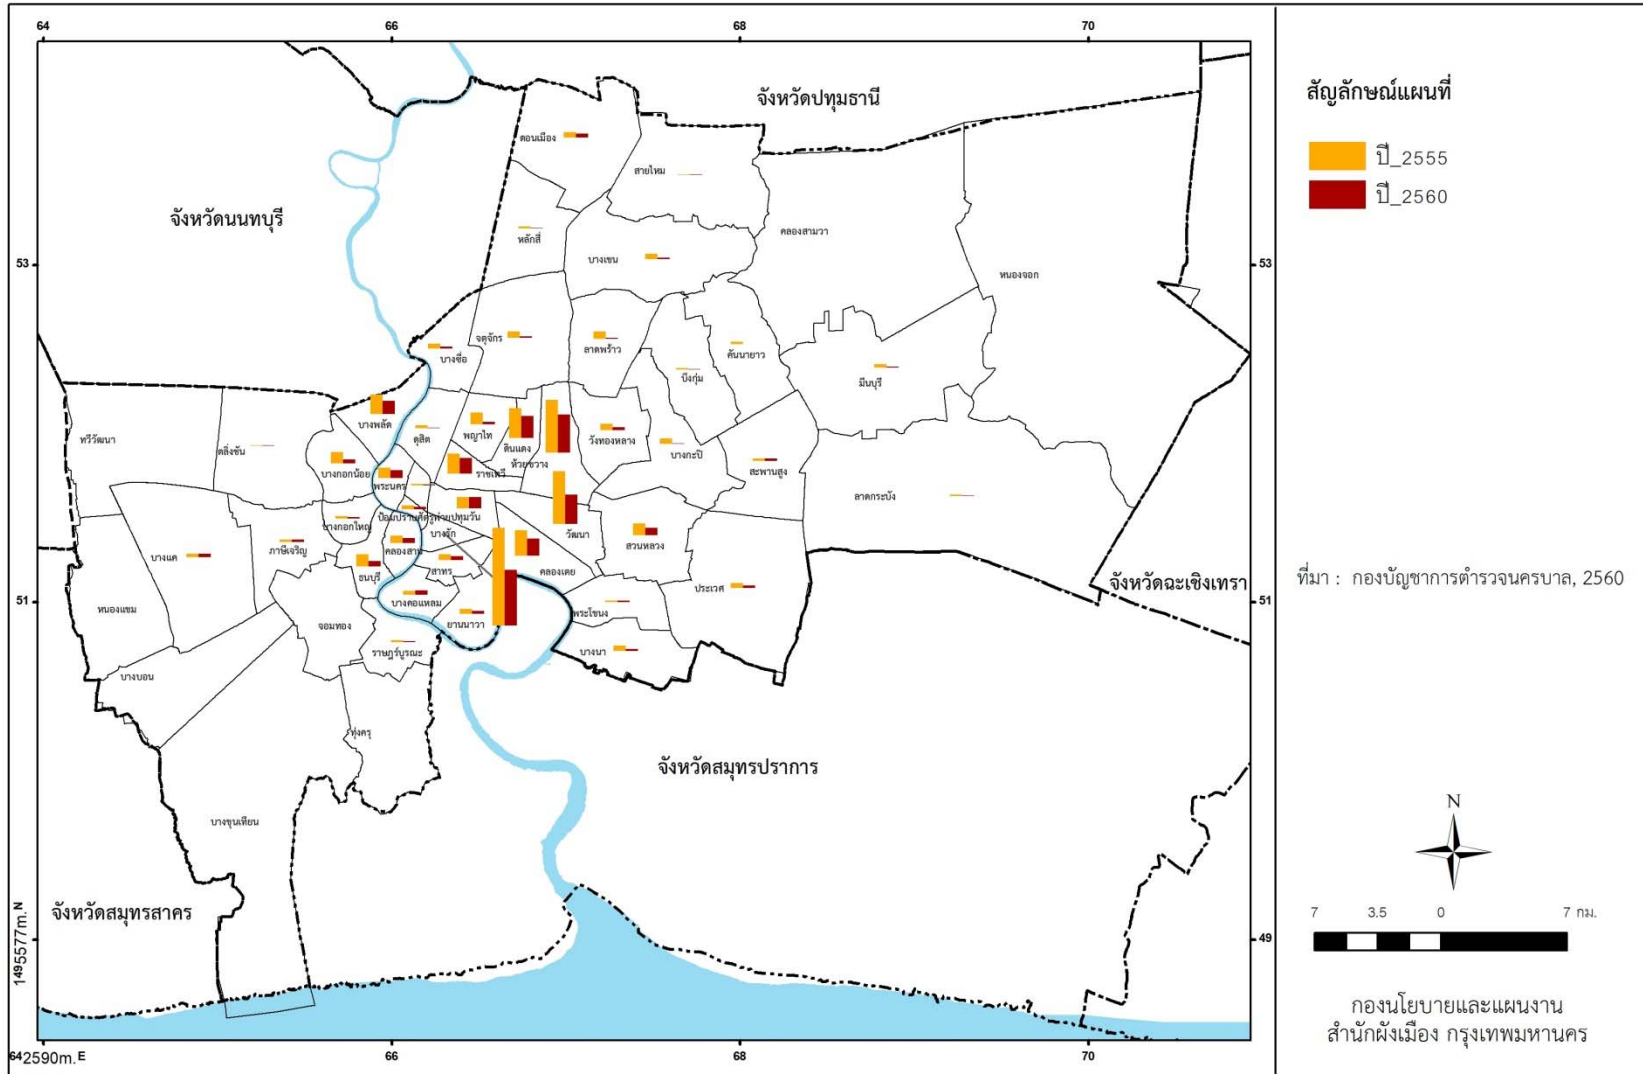 64
66
68
70
จังหวัดปทุมธานี
สัญลักษณ์แผนที่
ดอนเมือง
ปี_2555
สายไหม
ปี_2560
จังหวัดนนทบุรี
คลองสามวา
หลักสี่
บางเขน
53
53
หนองจอก
จตุจักร
ลาดพร้าว
คันนายาว
บางซื่อ
บึงกุ่ม
มีนบุรี
บางพลัด
ดุสิต
พญาไท
ดินแดง
วังทองหลาง
ทวีวัฒนา
ตลิ่งชัน
ห้วยขวาง
บางกะปิ
บางกอกน้อย
ราชเทวี
สะพานสูง
พระนคร
ลาดกระบัง
ป้อมปราบศัตรูพ่าย
ปทุมวัน
บางกอกใหญ่
บางรัก
วัฒนา
สวนหลวง
ภาษีเจริญ
คลองสาน
บางแค
สาทร
คลองเตย
ธนบุรี
ประเวศ
จังหวัดฉะเชิงเทรา
ที่มา : กองบัญชาการตำรวจนครบาล, 2560
51
51
หนองแขม
บางคอแหลม
พระโขนง
จอมทอง
ยานนาวา
ราษฎร์บูรณะ
บางนา
บางบอน
ทุ่งครุ
จังหวัดสมุทรปราการ
บางขุนเทียน
N
จังหวัดสมุทรสาคร
7 3.5 0 7 กม.
1495577m.N
49
กองนโยบายและแผนงาน
สำนักผังเมือง กรุงเทพมหานคร
642590m.E
66
68
70